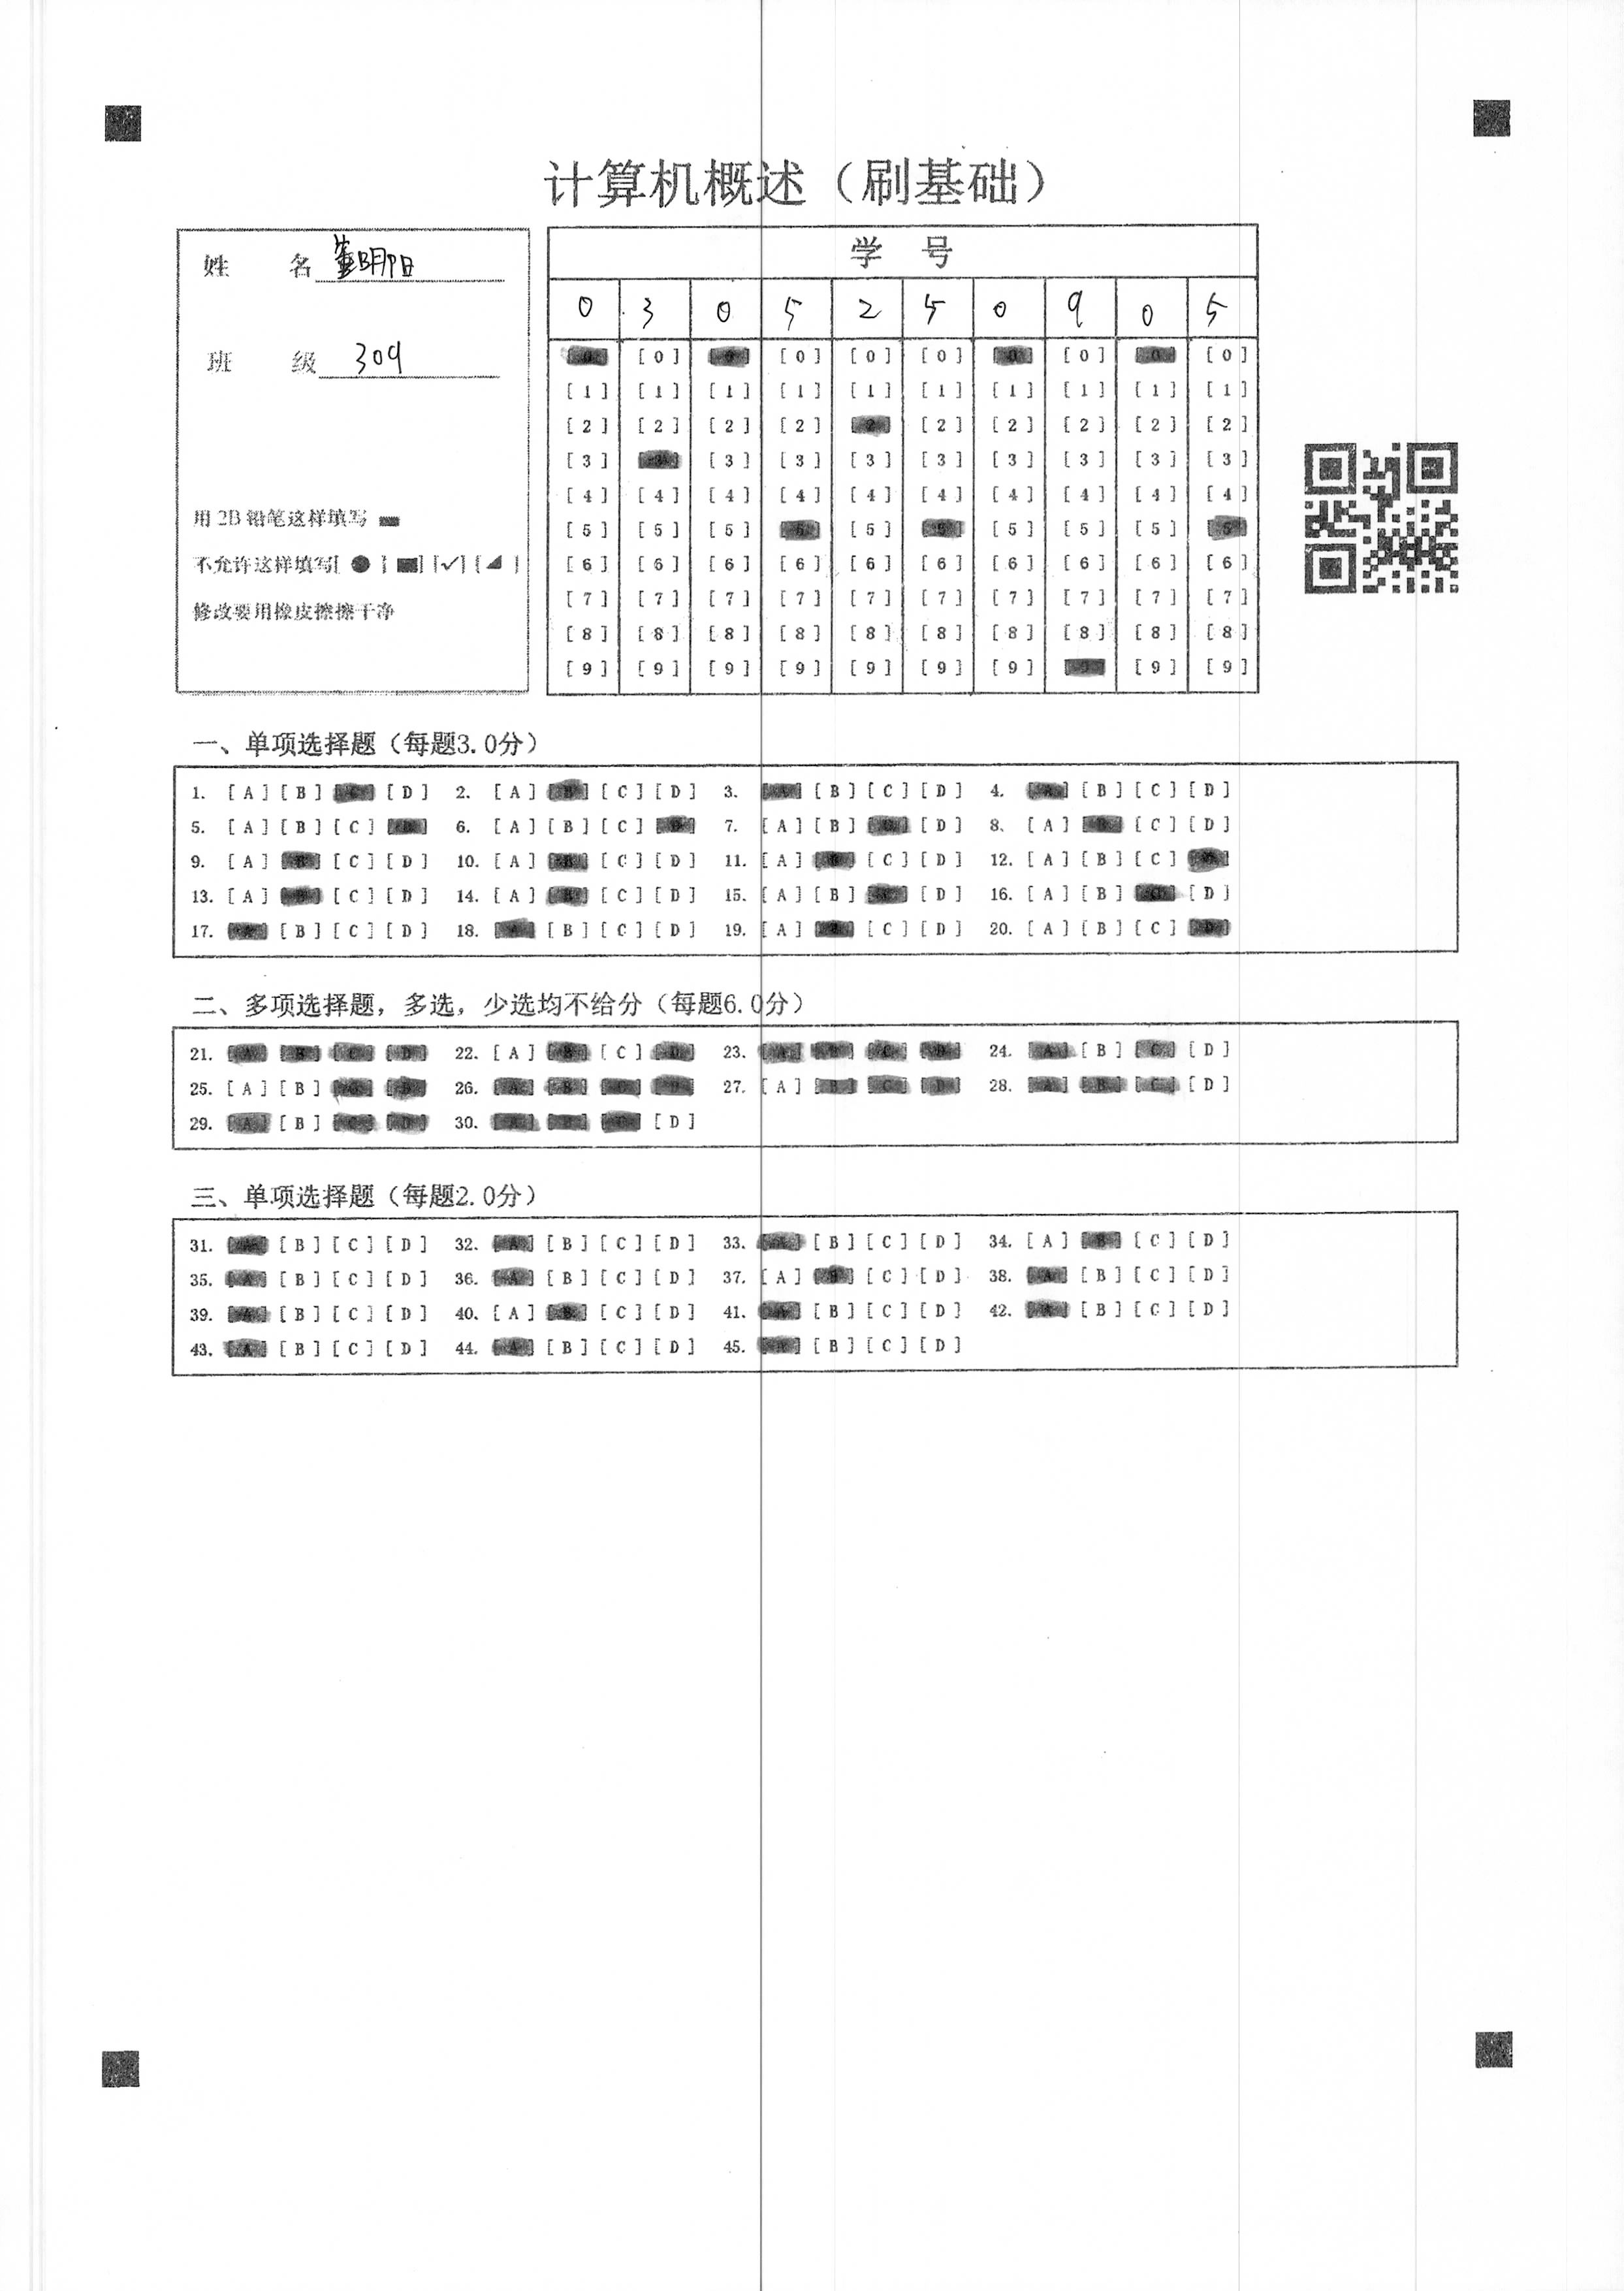 计算机概述（刷基础）
姓 名
班 级 309
用 2B 铅笔这样填写
不允许这样填写[ ● ] [■] [✓] [◢ ]
修改要用橡皮擦擦干净
学 号
0 3 0 5 2 5 0 9 0 5
[0] [0] [0] [0] [0] [0]
[1] [1] [1] [1] [1] [1] [1] [1] [1] [1]
[2] [2] [2] [2] [2] [2] [2] [2] [2] [2]
[3] [3] [3] [3] [3] [3] [3] [3] [3] [3]
[4] [4] [4] [4] [4] [4] [4] [4] [4] [4]
[5] [5] [5] [5] [5] [5] [5] [5] [5] [5]
[6] [6] [6] [6] [6] [6] [6] [6] [6] [6]
[7] [7] [7] [7] [7] [7] [7] [7] [7] [7]
[8] [8] [8] [8] [8] [8] [8] [8] [8] [8]
[9] [9] [9] [9] [9] [9] [9] [9] [9]
一、单项选择题（每题3.0分）
1. [A] [B] [D] 2. [A] [C] [D] 3. [B] [C] [D] 4. [B] [C] [D]
5. [A] [B] [C] 6. [A] [B] [C] 7. [A] [B] [D] 8. [A] [C] [D]
9. [A] [C] [D] 10. [A] [C] [D] 11. [A] [C] [D] 12. [A] [B] [C]
13. [A] [C] [D] 14. [A] [C] [D] 15. [A] [B] [D] 16. [A] [B] [D]
17. [B] [C] [D] 18. [B] [C] [D] 19. [A] [C] [D] 20. [A] [B] [C]
二、多项选择题，多选，少选均不给分（每题6.0分）
21. [A] [B] [C] [D] 22. [A] [B] [C] [D] 23. [A] [B] [C] [D] 24. [A] [B] [C] [D]
25. [A] [B] [C] [D] 26. [A] [B] [C] [D] 27. [A] [B] [C] [D] 28. [A] [B] [C] [D]
29. [A] [B] [C] [D] 30. [A] [B] [C] [D]
三、单项选择题（每题2.0分）
31. [B] [C] [D] 32. [B] [C] [D] 33. [B] [C] [D] 34. [A] [C] [D]
35. [B] [C] [D] 36. [B] [C] [D] 37. [A] [C] [D] 38. [B] [C] [D]
39. [B] [C] [D] 40. [A] [C] [D] 41. [B] [C] [D] 42. [B] [C] [D]
43. [B] [C] [D] 44. [B] [C] [D] 45. [B] [C] [D]